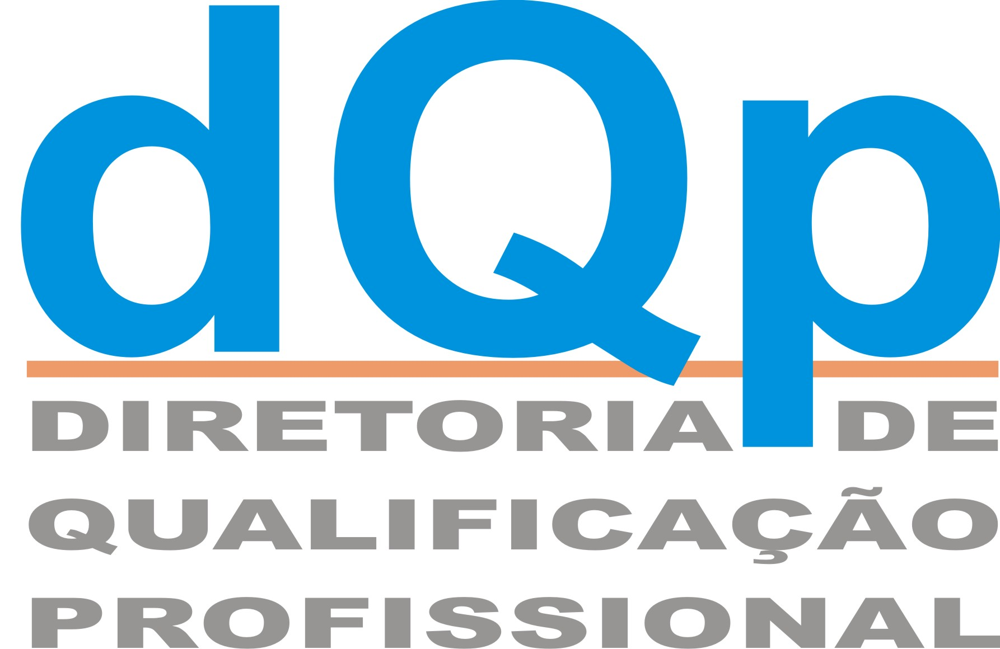 dQp
DIRETORIA DE
QUALIFICAÇÃO
PROFISSIONAL